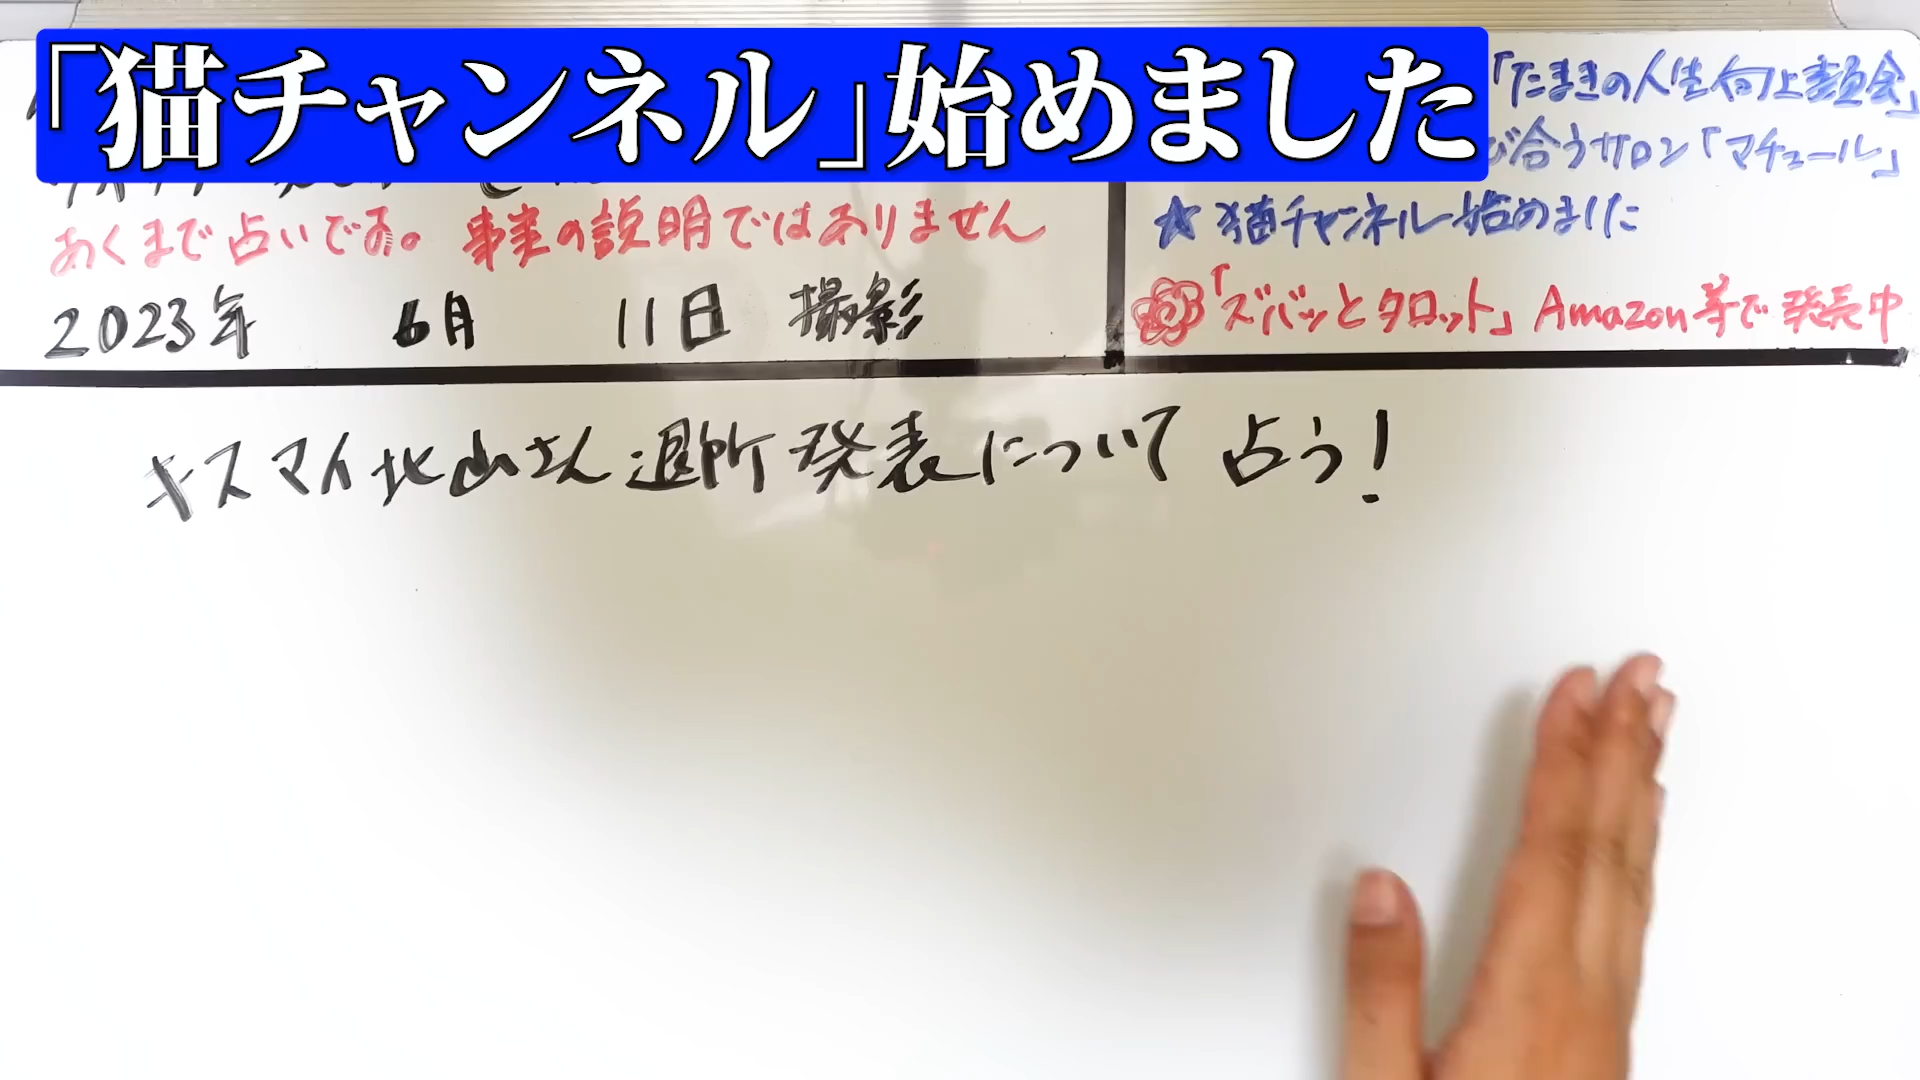 「猫チャンネル」始めました
「たまきの人生向上委員会」
び合うサロン「マチュール」
あくまで占いです。事実の説明ではありません
★猫チャンネル始めました
2023年 6月 11日 撮影
「ズバッとタロット」Amazon等で発売中
キスマイ北山さん退所発表について占う!